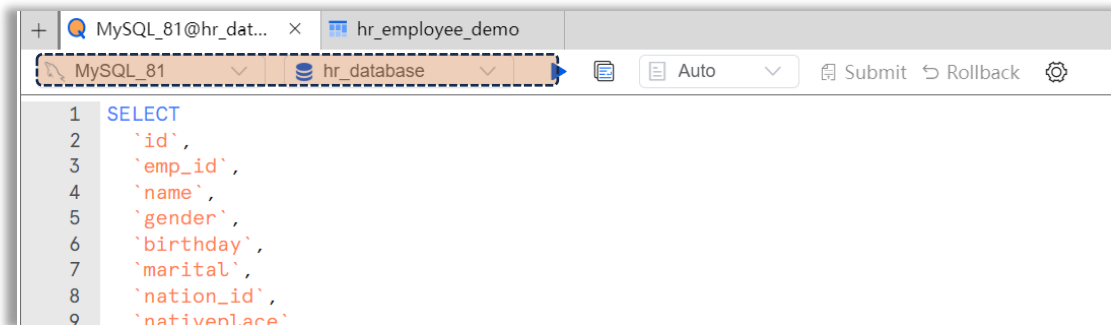 + MySQL_81@hr_dat... × hr_employee_demo
MySQL_81 hr_database Auto Submit Rollback
1 SELECT
2 `id`,
3 `emp_id`,
4 `name`,
5 `gender`,
6 `birthday`,
7 `marital`,
8 `nation_id`,
9 `nativeplace`